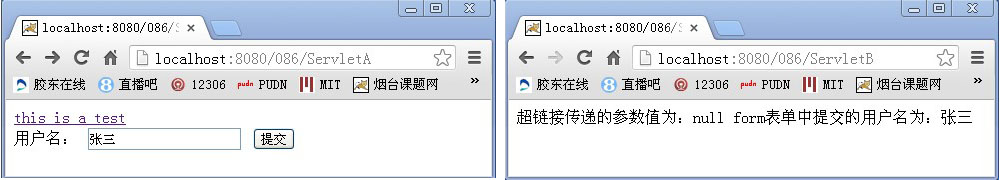 localhost:8080/086/S
localhost:8080/086/ServletA
胶东在线 直播吧 12306 pudn PUDN MIT 烟台课题网 »
this is a test
用户名： 张三 提交
localhost:8080/086/S
localhost:8080/086/ServletB
胶东在线 直播吧 12306 pudn PUDN MIT 烟台课题网 »
超链接传递的参数值为：null form表单中提交的用户名为：张三